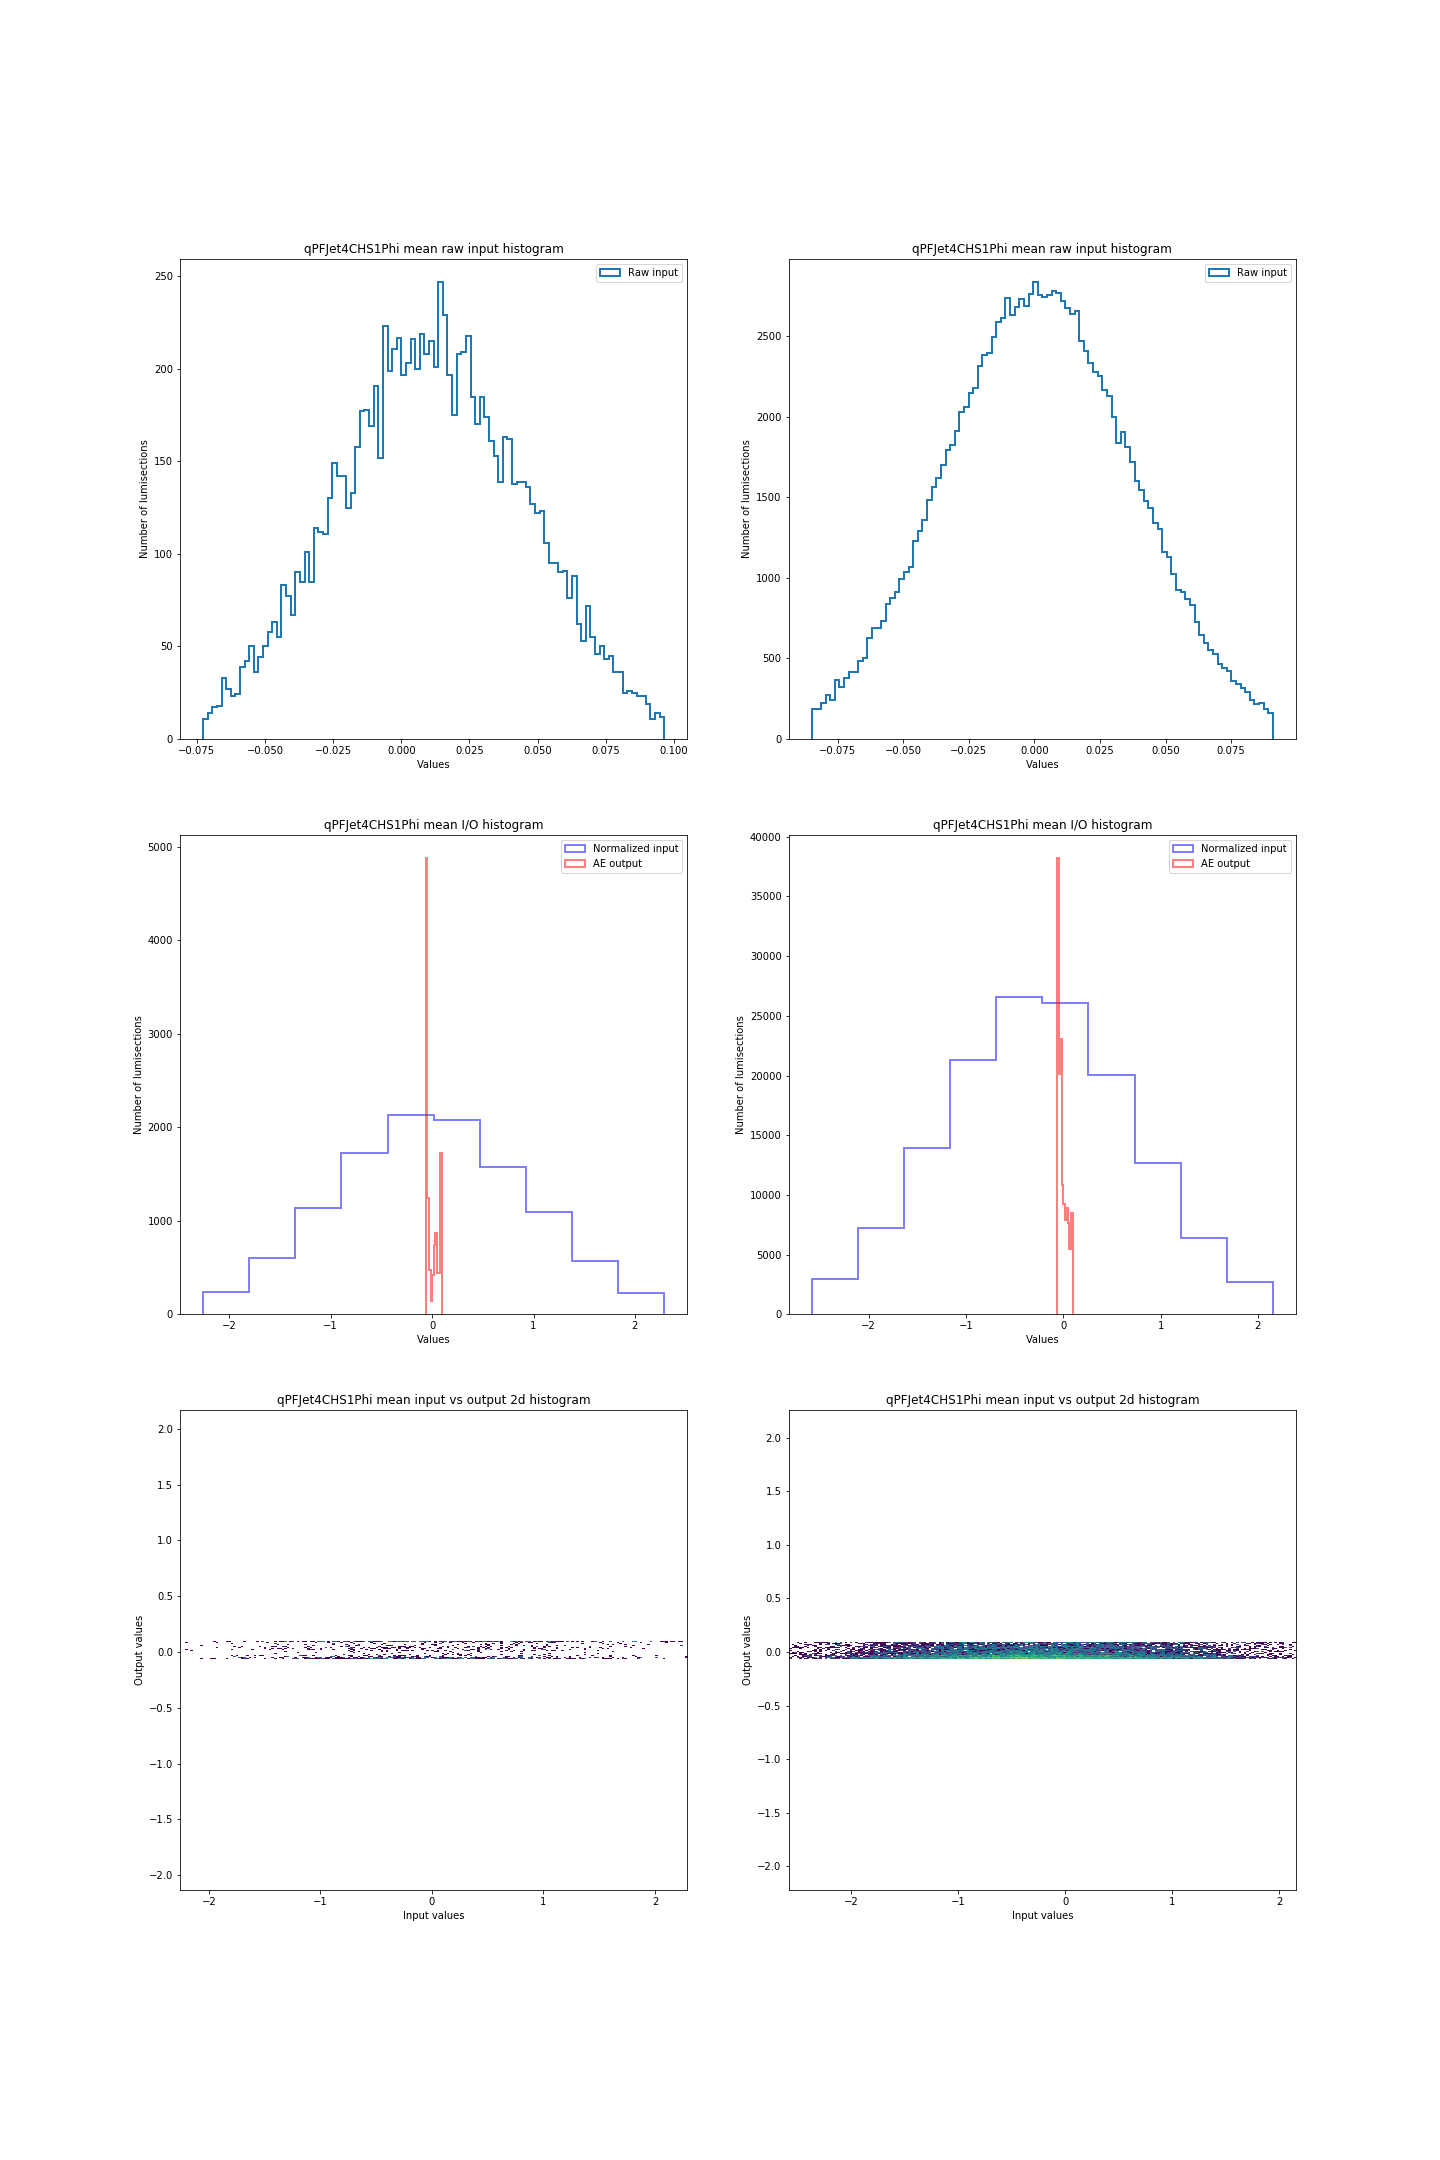 qPFJet4CHS1Phi mean raw input histogram
Raw input
Number of lumisections
250
200
150
100
50
0
−0.075 −0.050 −0.025 0.000 0.025 0.050 0.075 0.100
Values
qPFJet4CHS1Phi mean raw input histogram
Raw input
Number of lumisections
2500
2000
1500
1000
500
0
−0.075 −0.050 −0.025 0.000 0.025 0.050 0.075
Values
qPFJet4CHS1Phi mean I/O histogram
Normalized input
AE output
Number of lumisections
5000
4000
3000
2000
1000
0
−2 −1 0 1 2
Values
qPFJet4CHS1Phi mean I/O histogram
Normalized input
AE output
Number of lumisections
40000
35000
30000
25000
20000
15000
10000
5000
0
−2 −1 0 1 2
Values
qPFJet4CHS1Phi mean input vs output 2d histogram
Output values
2.0
1.5
1.0
0.5
0.0
−0.5
−1.0
−1.5
−2.0
−2 −1 0 1 2
Input values
qPFJet4CHS1Phi mean input vs output 2d histogram
Output values
2.0
1.5
1.0
0.5
0.0
−0.5
−1.0
−1.5
−2.0
−2 −1 0 1 2
Input values